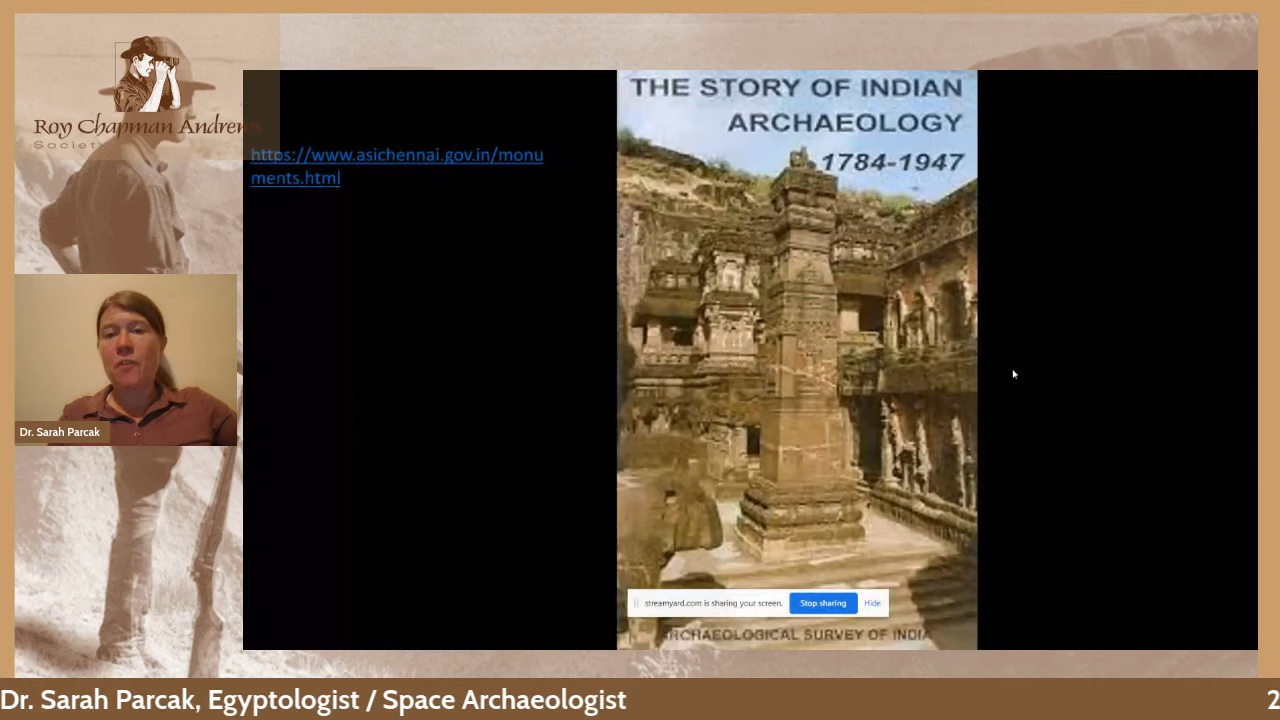 Roy Chapman Andrews
Society
https://www.asichennai.gov.in/monu
ments.html
THE STORY OF INDIAN
ARCHAEOLOGY
1784-1947
Dr. Sarah Parcak
streamyard.com is sharing your screen.
Stop sharing
Hide
ARCHAEOLOGICAL SURVEY OF INDIA
Dr. Sarah Parcak, Egyptologist / Space Archaeologist
2